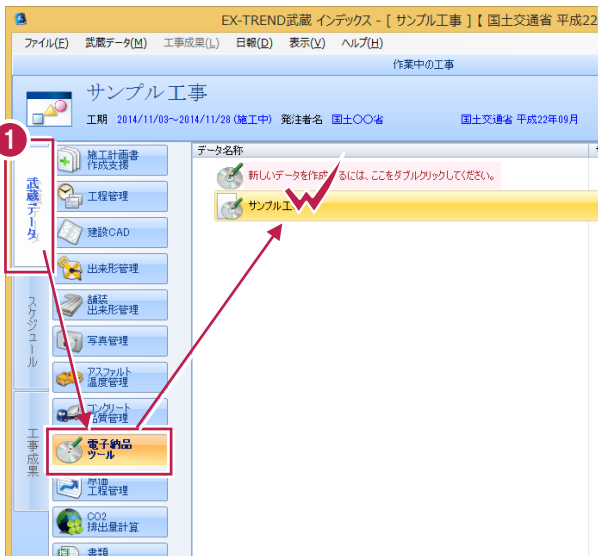 EX-TREND武蔵 インデックス - [ サンプル工事 ]【 国土交通省 平成22
ファイル(F) 武蔵データ(M) 工事成果(L) 日報(D) 表示(V) ヘルプ(H)
作業中の工事
サンプル工事
工期 2014/11/03～2014/11/28(施工中) 発注者名 国土〇〇省 国土交通省 平成22年09月
1
武蔵データ
スケジュール
工事成果
施工計画書
作成支援
工程管理
建設CAD
出来形管理
舗装
出来形管理
写真管理
アスファルト
温度管理
コンクリート
品質管理
電子納品
ツール
原価
工程管理
CO2
排出量計算
書類
データ名称
新しいデータを作成するには、ここをダブルクリックしてください。
サンプル工